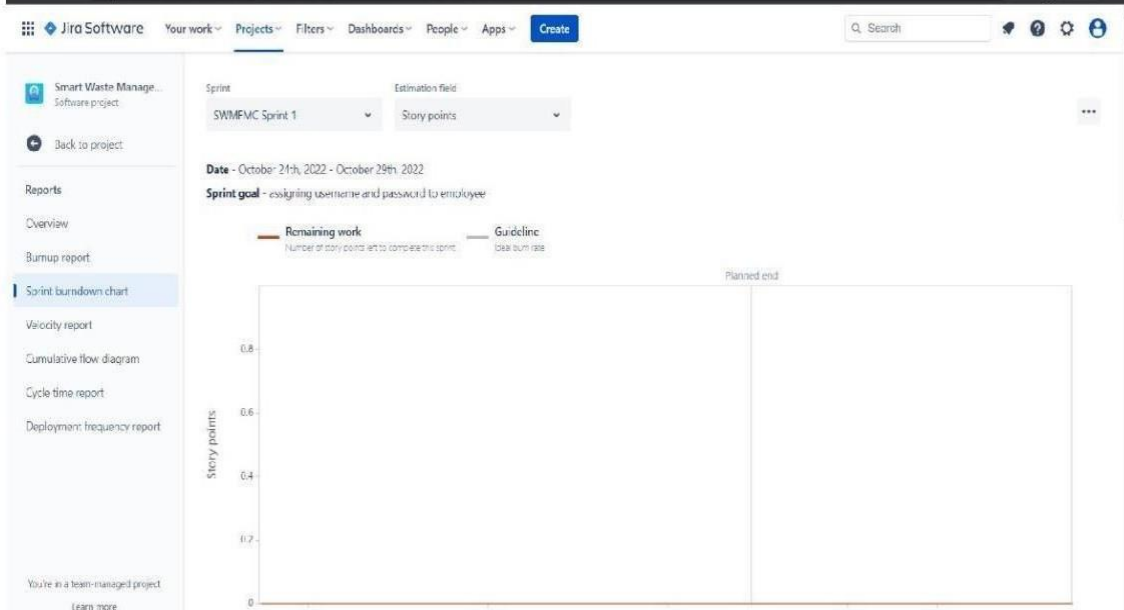 Jira Software Your work Projects Filters Dashboards People Apps Create Search
Smart Waste Manage...
Software project
Back to project
Reports
Overview
Burnup report
Sprint burndown chart
Velocity report
Cumulative flow diagram
Cycle time report
Deployment frequency report
You're in a team-managed project
Learn more
Sprint Estimation field
SWMFMC Sprint 1 Story points
Date - October 24th, 2022 - October 29th, 2022
Sprint goal - assigning username and password to employee
Remaining work Guideline
Number of story points left to complete this sprint Ideal burn rate
Planned end
Story points
0.8
0.6
0.4
0.2
0